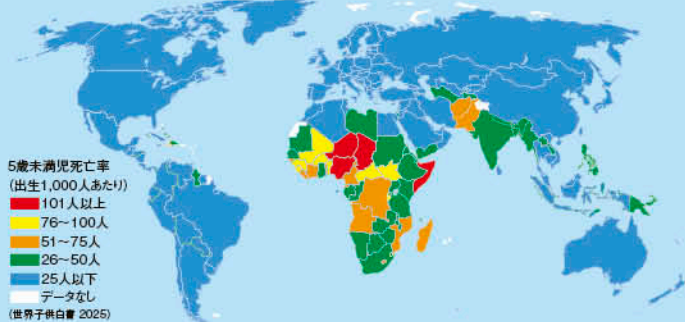 5歳未満児死亡率
(出生1,000人あたり)
101人以上
76〜100人
51〜75人
26〜50人
25人以下
データなし
(世界子供白書 2025)